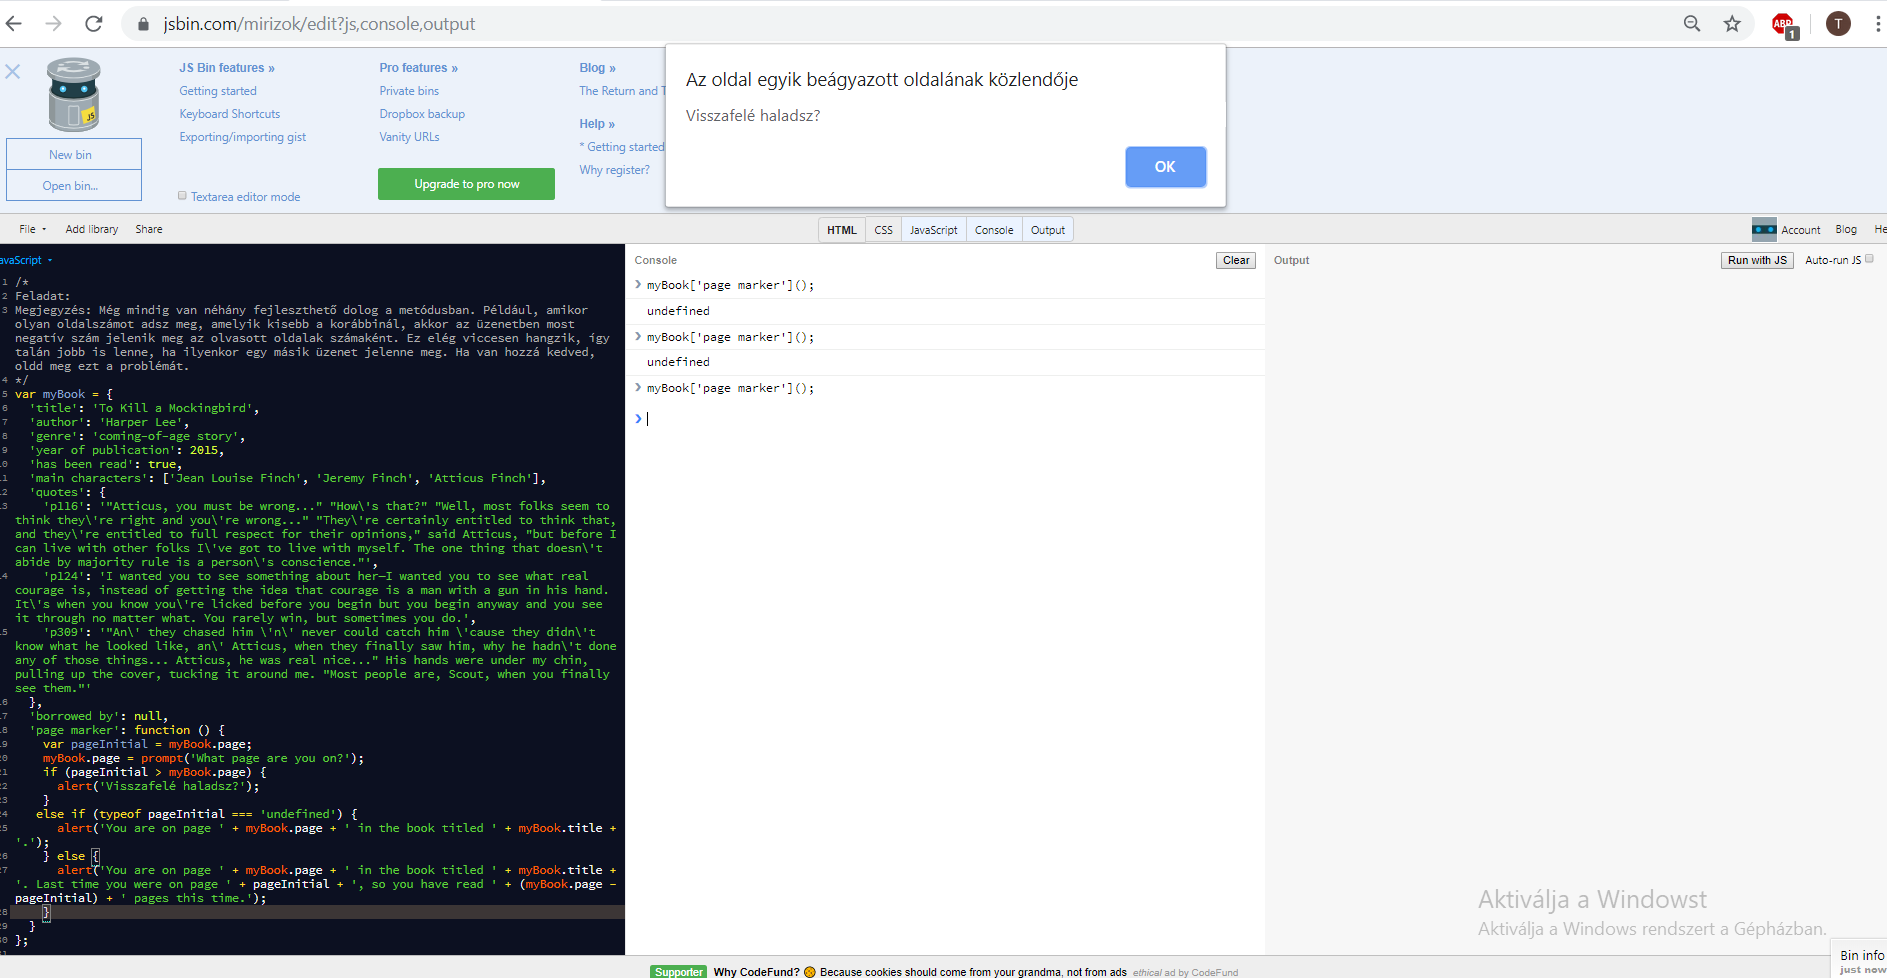 jsbin.com/mirizok/edit?js,console,output
ABP
1
T
Az oldal egyik beágyazott oldalának közlendője
Visszafelé haladsz?
OK
JS
New bin
Open bin...
JS Bin features »
Getting started
Keyboard Shortcuts
Exporting/importing gist
Textarea editor mode
Pro features »
Private bins
Dropbox backup
Vanity URLs
Upgrade to pro now
Blog »
The Return and T
Help »
* Getting started
Why register?
File
Add library
Share
HTML
CSS
JavaScript
Console
Output
Account
Blog
He
avaScript
1 /*
2 Feladat:
3 Megjegyzés: Még mindig van néhány fejleszthető dolog a metódusban. Például, amikor
olyan oldalszámot adsz meg, amelyik kisebb a korábbinál, akkor az üzenetben most
negatív szám jelenik meg az olvasott oldalak számaként. Ez elég viccesen hangzik, így
talán jobb is lenne, ha ilyenkor egy másik üzenet jelenne meg. Ha van hozzá kedved,
oldd meg ezt a problémát.
4 */
5 var myBook = {
6 'title': 'To Kill a Mockingbird',
7 'author': 'Harper Lee',
8 'genre': 'coming-of-age story',
9 'year of publication': 2015,
0 'has been read': true,
1 'main characters': ['Jean Louise Finch', 'Jeremy Finch', 'Atticus Finch'],
2 'quotes': {
3 'p116': '"Atticus, you must be wrong..." "How\'s that?" "Well, most folks seem to
think they\'re right and you\'re wrong..." "They\'re certainly entitled to think that,
and they\'re entitled to full respect for their opinions," said Atticus, "but before I
can live with other folks I\'ve got to live with myself. The one thing that doesn\'t
abide by majority rule is a person\'s conscience."',
4 'p124': 'I wanted you to see something about her—I wanted you to see what real
courage is, instead of getting the idea that courage is a man with a gun in his hand.
It\'s when you know you\'re licked before you begin but you begin anyway and you see
it through no matter what. You rarely win, but sometimes you do.',
5 'p309': '"An\' they chased him \'n\' never could catch him \'cause they didn\'t
know what he looked like, an\' Atticus, when they finally saw him, why he hadn\'t done
any of those things... Atticus, he was real nice..." His hands were under my chin,
pulling up the cover, tucking it around me. "Most people are, Scout, when you finally
see them."'
6 },
7 'borrowed by': null,
8 'page marker': function () {
9 var pageInitial = myBook.page;
20 myBook.page = prompt('What page are you on?');
21 if (pageInitial > myBook.page) {
22 alert('Visszafelé haladsz?');
23 }
24 else if (typeof pageInitial === 'undefined') {
25 alert('You are on page ' + myBook.page + ' in the book titled ' + myBook.title +
'.');
26 } else {
27 alert('You are on page ' + myBook.page + ' in the book titled ' + myBook.title +
'. Last time you were on page ' + pageInitial + ', so you have read ' + (myBook.page -
pageInitial) + ' pages this time.');
28 }
29 }
30 };
Console
Clear
> myBook['page marker']();
undefined
> myBook['page marker']();
undefined
> myBook['page marker']();
>
Output
Run with JS
Auto-run JS
Aktiválja a Windowst
Aktiválja a Windows rendszert a Gépházban.
Bin info
just now
Supporter Why CodeFund? 🍪 Because cookies should come from your grandma, not from ads ethical ad by CodeFund